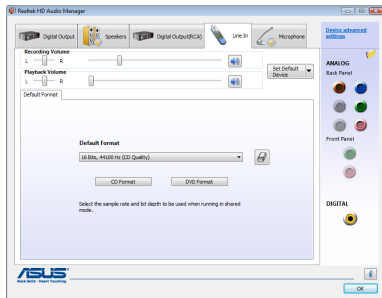 Realtek HD Audio Manager
Digital Output
Speakers
Digital Output(RCA)
Line In
Microphone
Device advanced settings
Recording Volume
L R
Playback Volume
L R
Set Default Device
Default Format
Default Format
16 Bits, 44100 Hz (CD Quality)
CD Format
DVD Format
Select the sample rate and bit depth to be used when running in shared
mode.
ANALOG
Back Panel
Front Panel
DIGITAL
ASUS
Rock Solid · Heart Touching
i
OK